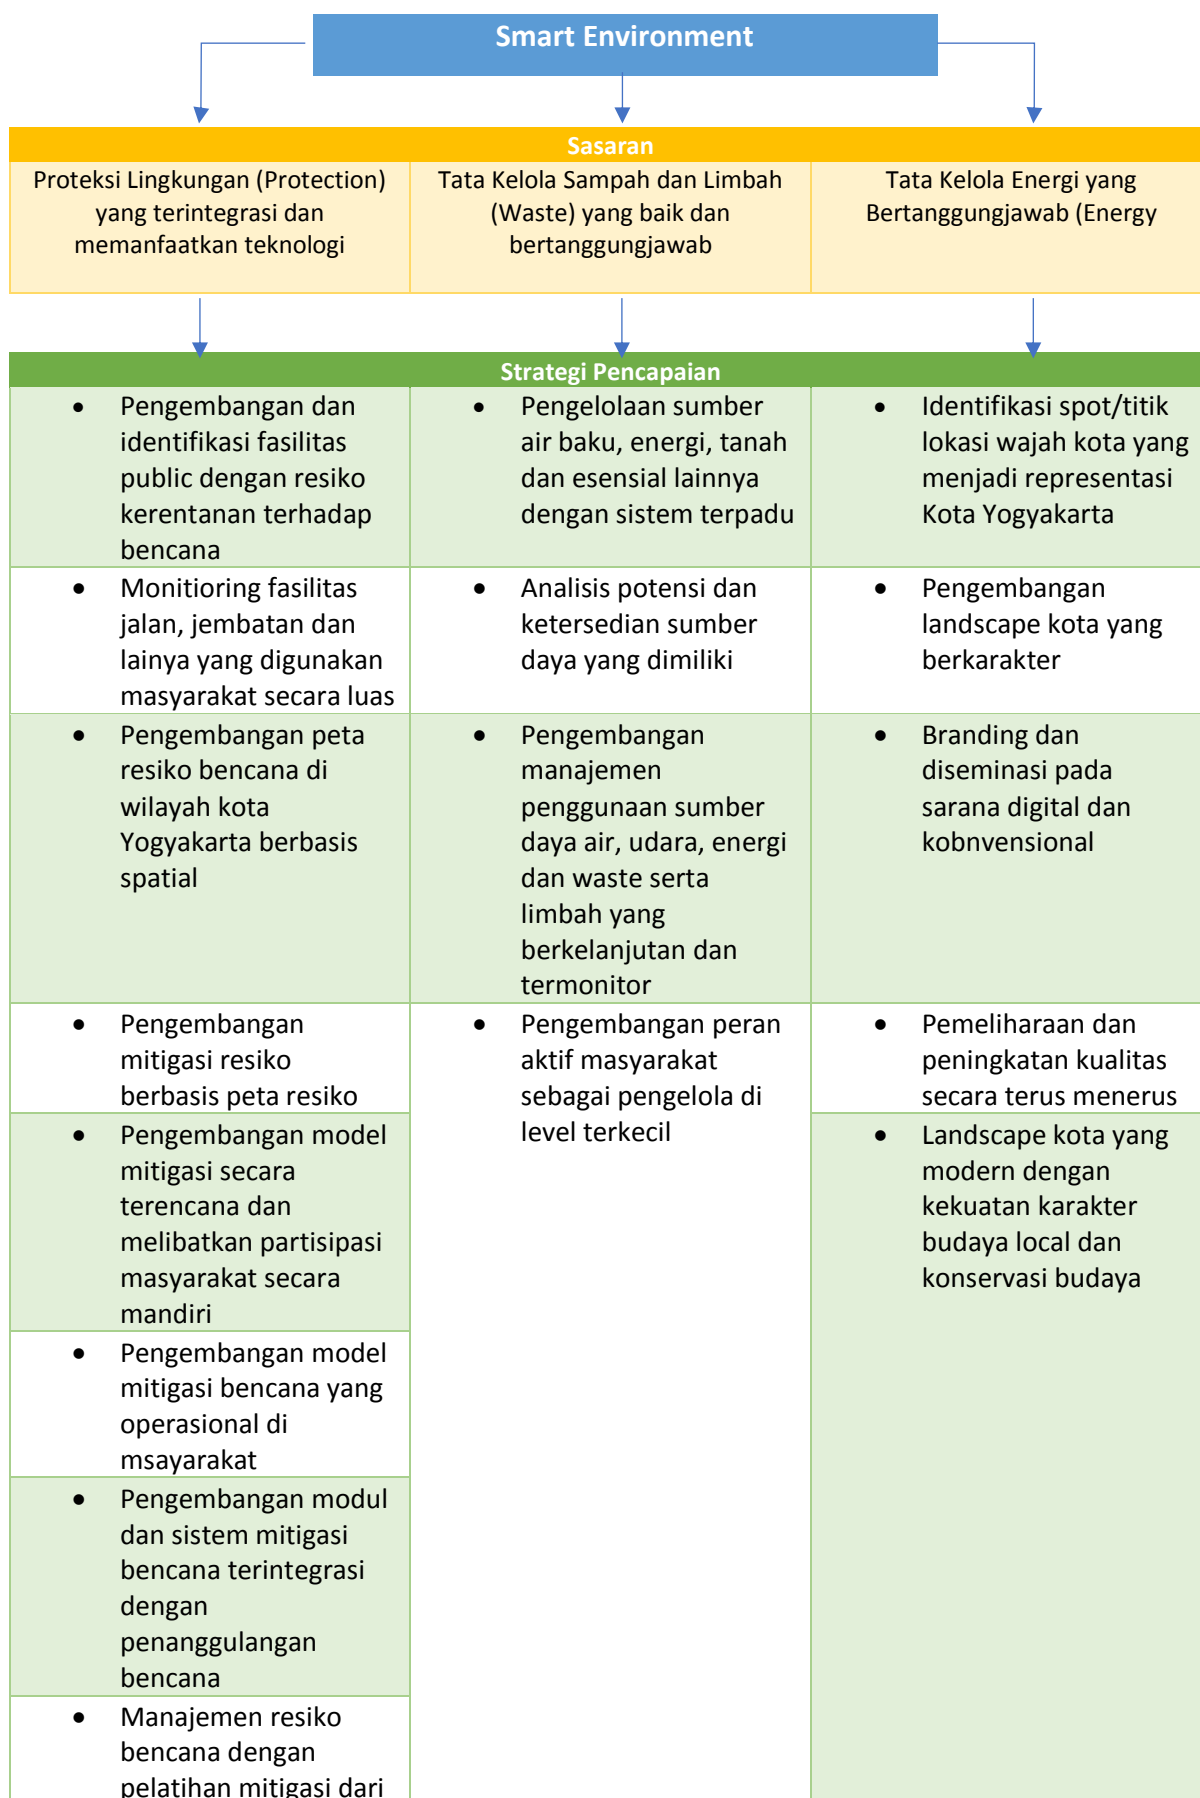 Smart Environment
Sasaran
Proteksi Lingkungan (Protection)
yang terintegrasi dan
memanfaatkan teknologi
Tata Kelola Sampah dan Limbah
(Waste) yang baik dan
bertanggungjawab
Tata Kelola Energi yang
Bertanggungjawab (Energy
Strategi Pencapaian
• Pengembangan dan
identifikasi fasilitas
public dengan resiko
kerentanan terhadap
bencana
• Pengelolaan sumber
air baku, energi, tanah
dan esensial lainnya
dengan sistem terpadu
• Identifikasi spot/titik
lokasi wajah kota yang
menjadi representasi
Kota Yogyakarta
• Monitioring fasilitas
jalan, jembatan dan
lainya yang digunakan
masyarakat secara luas
• Analisis potensi dan
ketersedian sumber
daya yang dimiliki
• Pengembangan
landscape kota yang
berkarakter
• Pengembangan peta
resiko bencana di
wilayah kota
Yogyakarta berbasis
spatial
• Pengembangan
manajemen
penggunaan sumber
daya air, udara, energi
dan waste serta
limbah yang
berkelanjutan dan
termonitor
• Branding dan
diseminasi pada
sarana digital dan
kobnvensional
• Pengembangan
mitigasi resiko
berbasis peta resiko
• Pengembangan peran
aktif masyarakat
sebagai pengelola di
level terkecil
• Pemeliharaan dan
peningkatan kualitas
secara terus menerus
• Pengembangan model
mitigasi secara
terencana dan
melibatkan partisipasi
masyarakat secara
mandiri
• Landscape kota yang
modern dengan
kekuatan karakter
budaya local dan
konservasi budaya
• Pengembangan model
mitigasi bencana yang
operasional di
msayarakat
• Pengembangan modul
dan sistem mitigasi
bencana terintegrasi
dengan
penanggulangan
bencana
• Manajemen resiko
bencana dengan
pelatihan mitigasi dari